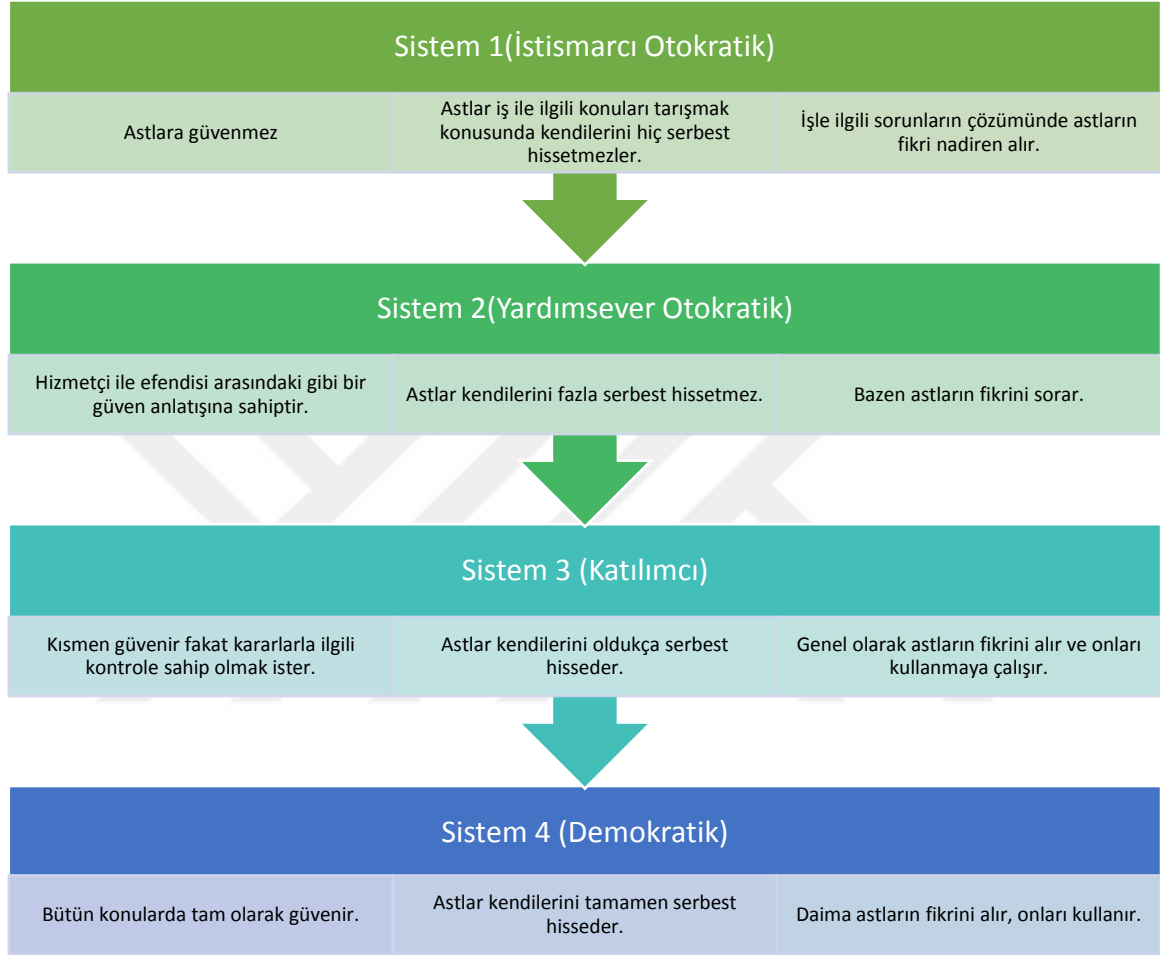 Sistem 1(İstismarcı Otokratik)
Astlara güvenmez
Astlar iş ile ilgili konuları tarışmak
konusunda kendilerini hiç serbest
hissetmezler.
İşle ilgili sorunların çözümünde astların
fikri nadiren alır.
Sistem 2(Yardımsever Otokratik)
Hizmetçi ile efendisi arasındaki gibi bir
güven anlatışına sahiptir.
Astlar kendilerini fazla serbest hissetmez.
Bazen astların fikrini sorar.
Sistem 3 (Katılımcı)
Kısmen güvenir fakat kararlarla ilgili
kontrole sahip olmak ister.
Astlar kendilerini oldukça serbest
hisseder.
Genel olarak astların fikrini alır ve onları
kullanmaya çalışır.
Sistem 4 (Demokratik)
Bütün konularda tam olarak güvenir.
Astlar kendilerini tamamen serbest
hisseder.
Daima astların fikrini alır, onları kullanır.